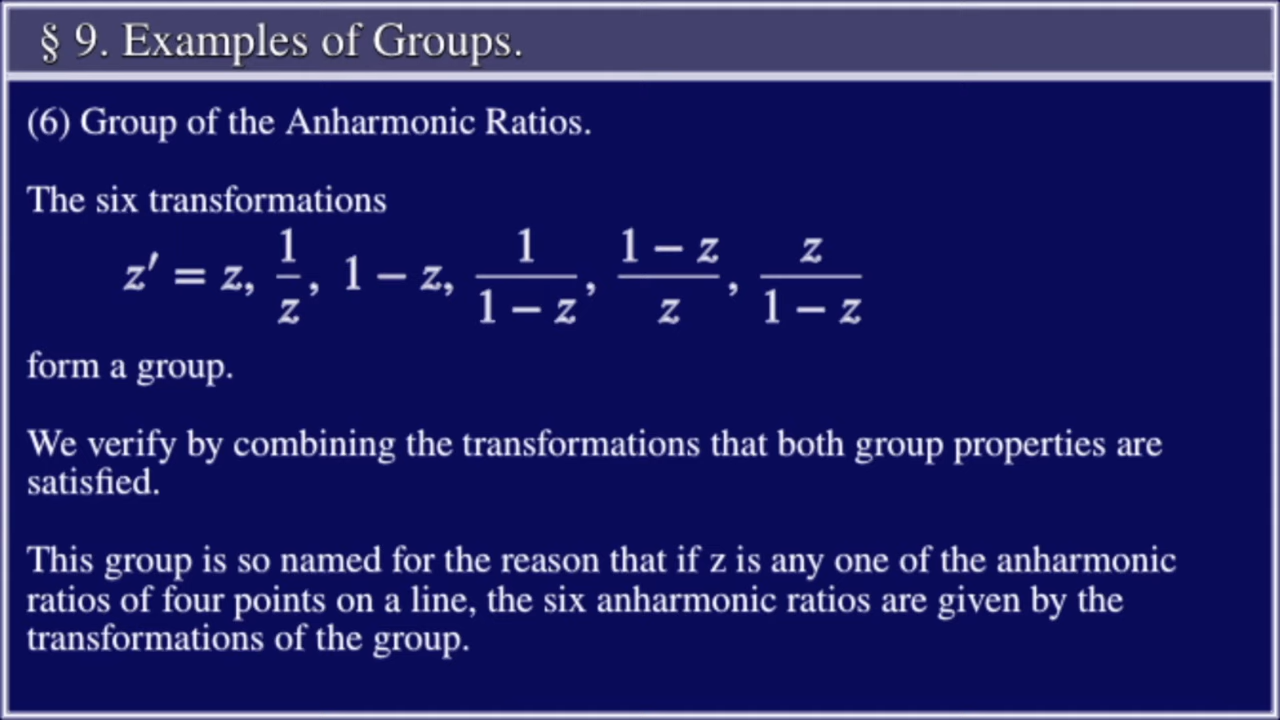 § 9. Examples of Groups.
(6) Group of the Anharmonic Ratios.
The six transformations
z′ = z, 1/z, 1 − z, 1/(1 − z), (1 − z)/z, z/(1 − z)
form a group.
We verify by combining the transformations that both group properties are
satisfied.
This group is so named for the reason that if z is any one of the anharmonic
ratios of four points on a line, the six anharmonic ratios are given by the
transformations of the group.